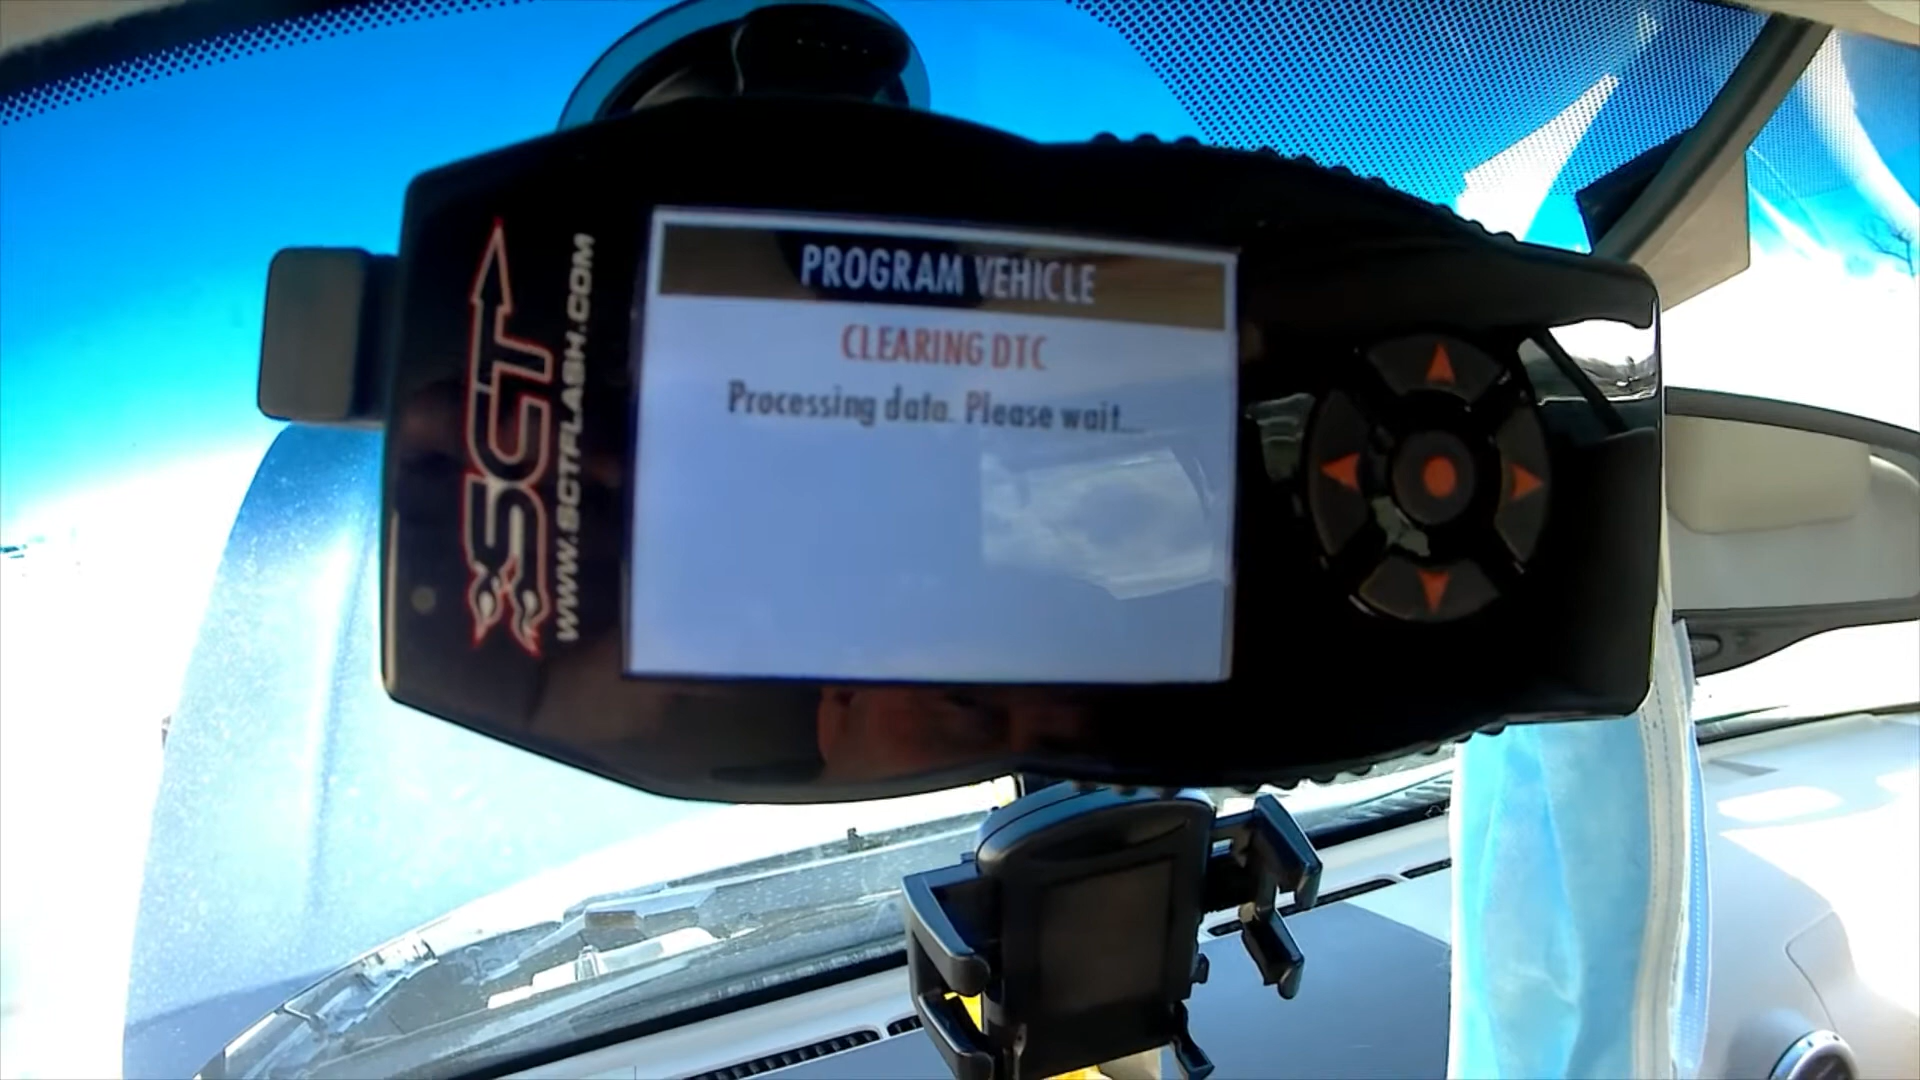 PROGRAM VEHICLE
CLEARING DTC
Processing data. Please wait...
SCT
WWW.SCTFLASH.COM